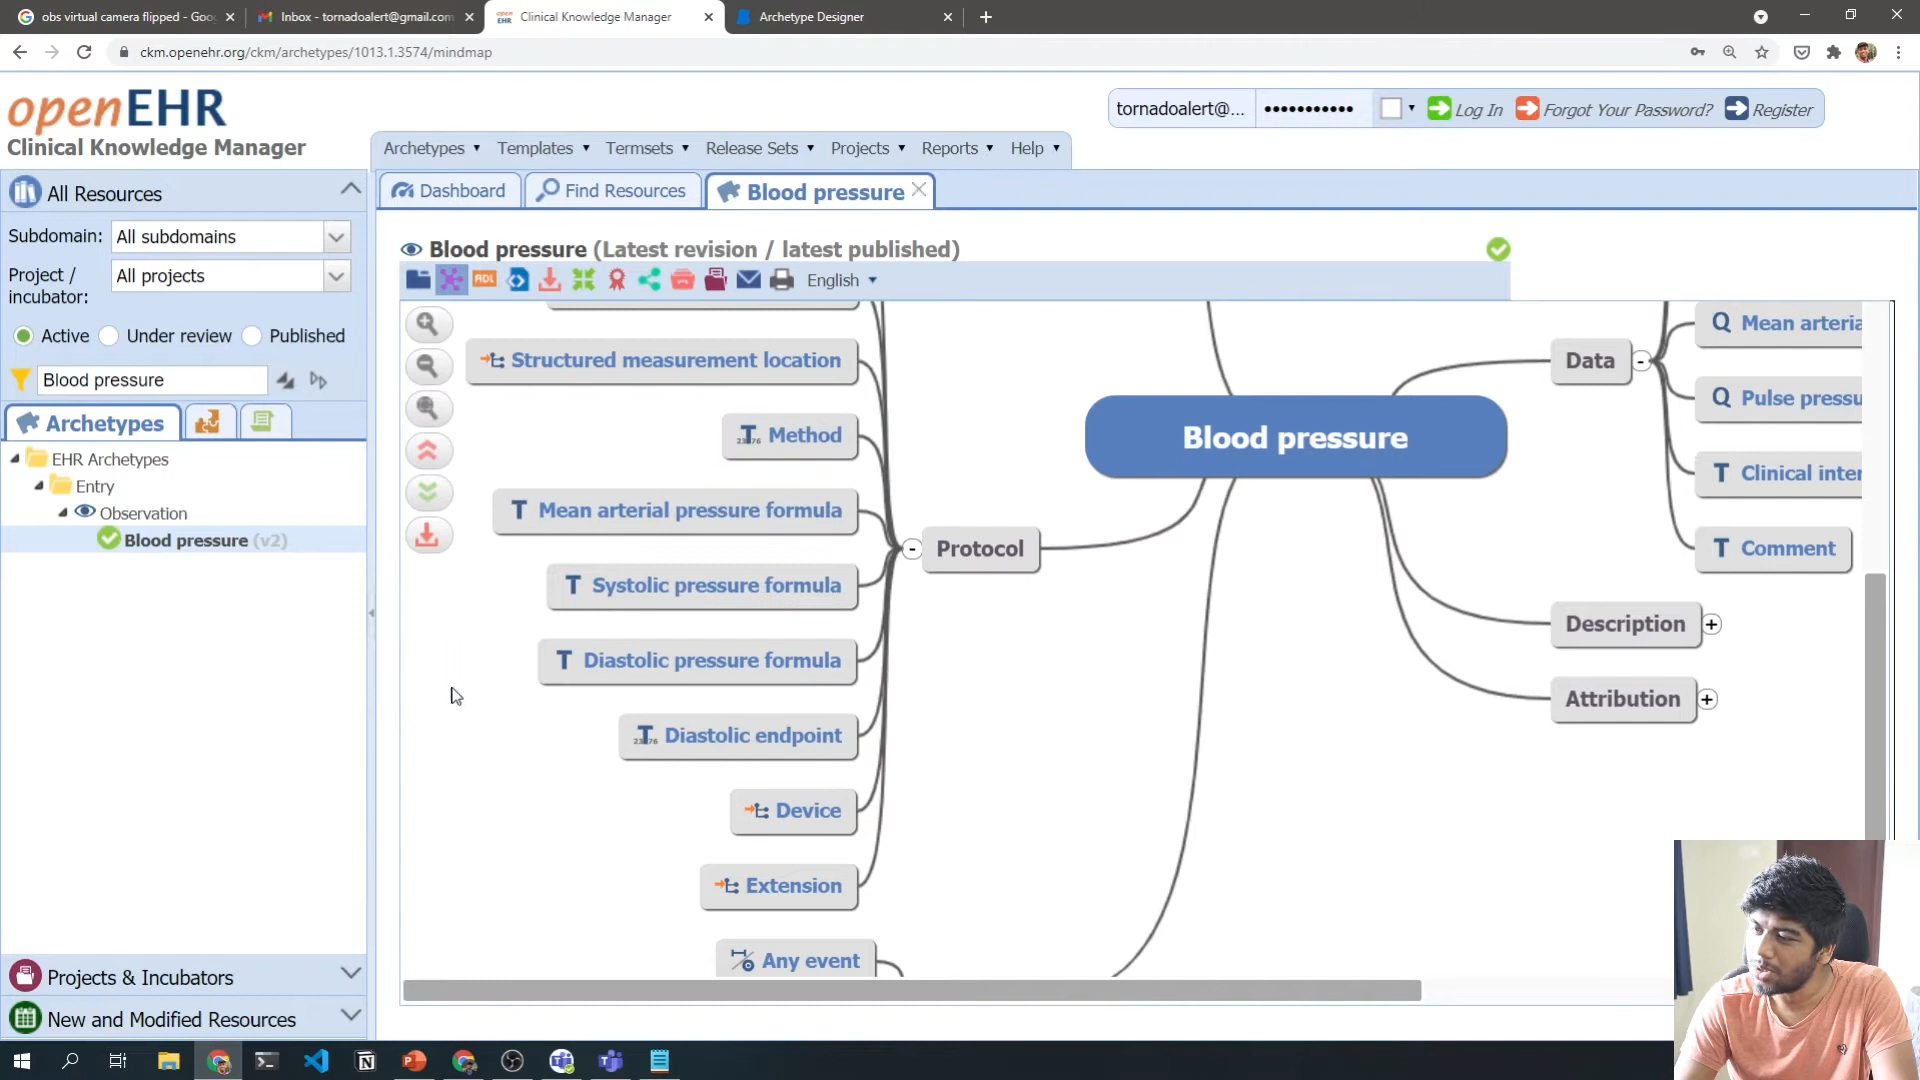 obs virtual camera flipped - Goo
Inbox - tornadoalert@gmail.com
Clinical Knowledge Manager
Archetype Designer
ckm.openehr.org/ckm/archetypes/1013.1.3574/mindmap
openEHR
Clinical Knowledge Manager
tornadoalert@...
Log In
Forgot Your Password?
Register
Archetypes
Templates
Termsets
Release Sets
Projects
Reports
Help
All Resources
Dashboard
Find Resources
Blood pressure
Subdomain:
All subdomains
Project /
incubator:
All projects
Active
Under review
Published
Blood pressure
Archetypes
EHR Archetypes
Entry
Observation
Blood pressure (v2)
Projects & Incubators
New and Modified Resources
Blood pressure (Latest revision / latest published)
ADL
English
Structured measurement location
Method
Mean arterial pressure formula
Systolic pressure formula
Diastolic pressure formula
Diastolic endpoint
Device
Extension
Any event
Protocol
Blood pressure
Data
Mean arteria
Pulse pressu
Clinical inter
Comment
Description
Attribution